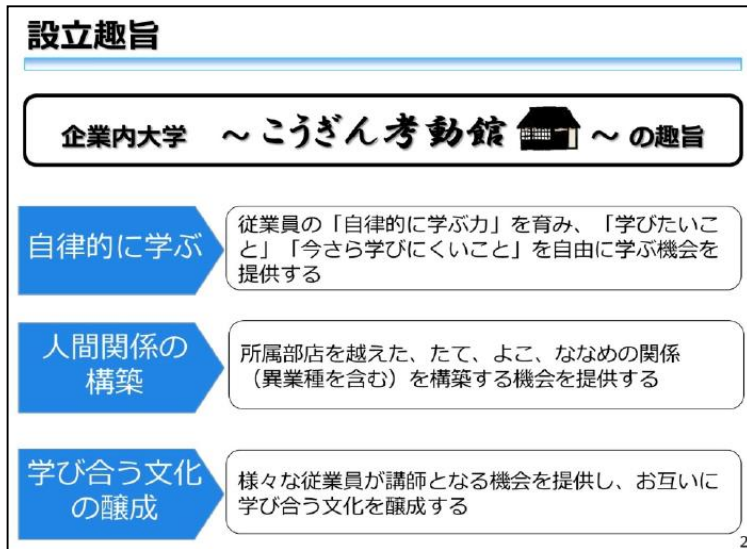 設立趣旨
企業内大学 ~こうぎん考動館~の趣旨
自律的に学ぶ
従業員の「自律的に学ぶ力」を育み、「学びたいこ
と」「今さら学びにくいこと」を自由に学ぶ機会を
提供する
人間関係の
構築
所属部店を越えた、たて、よこ、ななめの関係
（異業種を含む）を構築する機会を提供する
学び合う文化
の醸成
様々な従業員が講師となる機会を提供し、お互いに
学び合う文化を醸成する
2